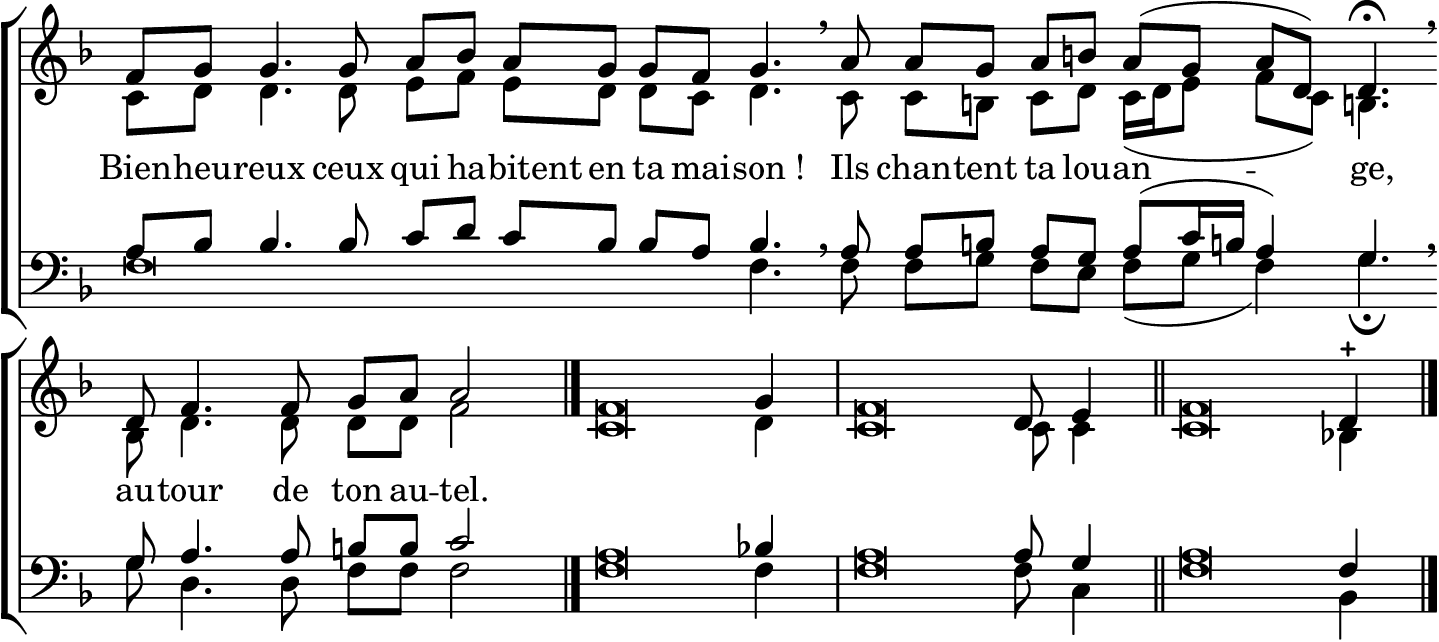 Bienheureux ceux qui habitent en ta maison ! Ils chantent ta louan - ge,
autour de ton au - tel.